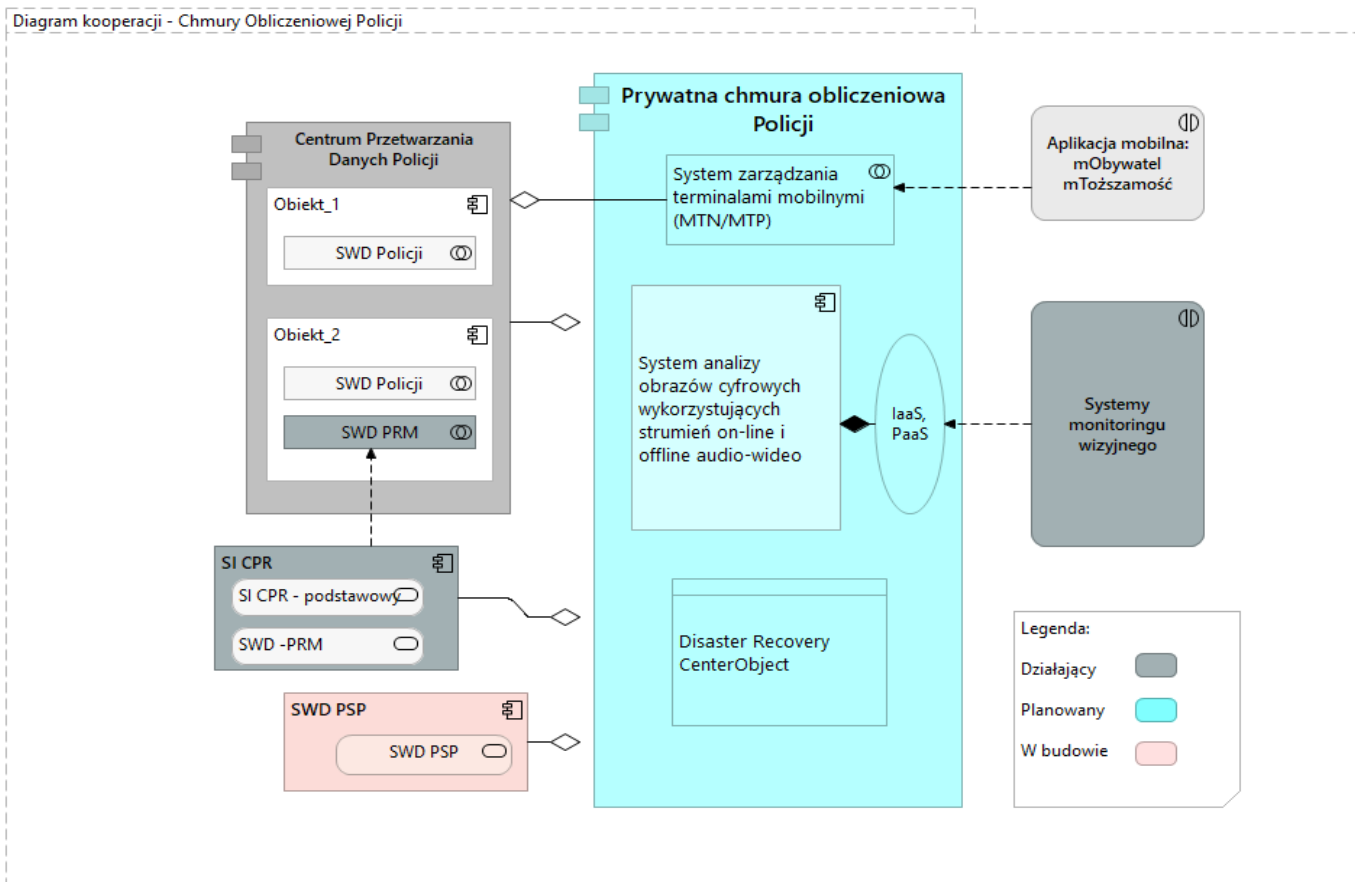 Diagram kooperacji - Chmury Obliczeniowej Policji
Centrum Przetwarzania
Danych Policji
Obiekt_1
SWD Policji
Obiekt_2
SWD Policji
SWD PRM
SI CPR
SI CPR - podstawowy
SWD -PRM
SWD PSP
SWD PSP
Prywatna chmura obliczeniowa
Policji
System zarządzania
terminalami mobilnymi
(MTN/MTP)
System analizy
obrazów cyfrowych
wykorzystujących
strumień on-line i
offline audio-wideo
IaaS,
PaaS
Disaster Recovery
CenterObject
Aplikacja mobilna:
mObywatel
mToższamość
Systemy
monitoringu
wizyjnego
Legenda:
Działający
Planowany
W budowie